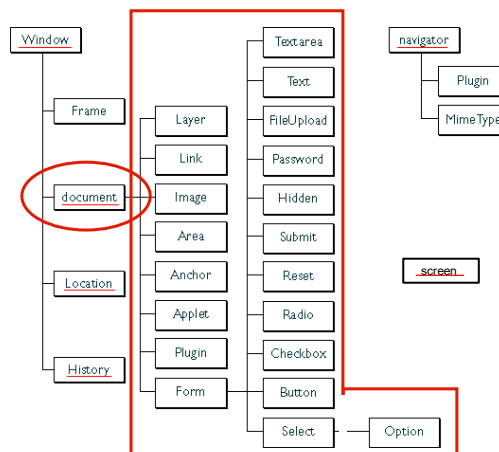 Window
Frame
document
Location
History
Layer
Link
Image
Area
Anchor
Applet
Plugin
Form
Textarea
Text
FileUpload
Password
Hidden
Submit
Reset
Radio
Checkbox
Button
Select
Option
navigator
Plugin
MimeType
screen